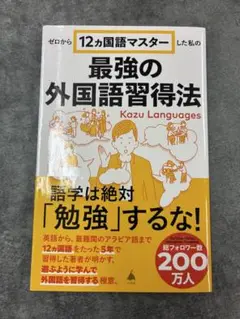 ゼロから12ヵ国語マスターした私の
最強の
外国語習得法
Kazu Languages
語学は絶対
「勉強」するな!
英語から、最難関のアラビア語まで
12ヵ国語をたった5年で
習得した著者が明かす、
遊ぶように学んで
外国語を習得する極意。
総フォロワー数
200
万人